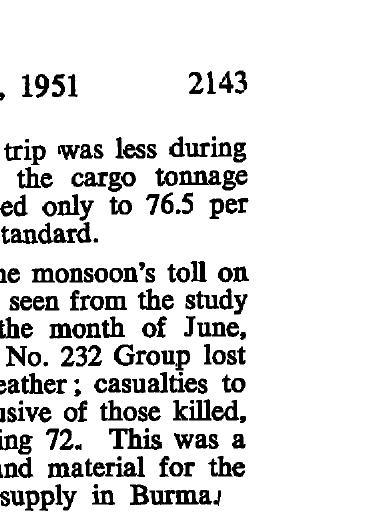 , 1951 2143
trip was less during
the cargo tonnage
ed only to 76.5 per
tandard.
ne monsoon's toll on
seen from the study
the month of June,
No. 232 Group lost
eather; casualties to
usive of those killed,
ing 72. This was a
and material for the
supply in Burma.